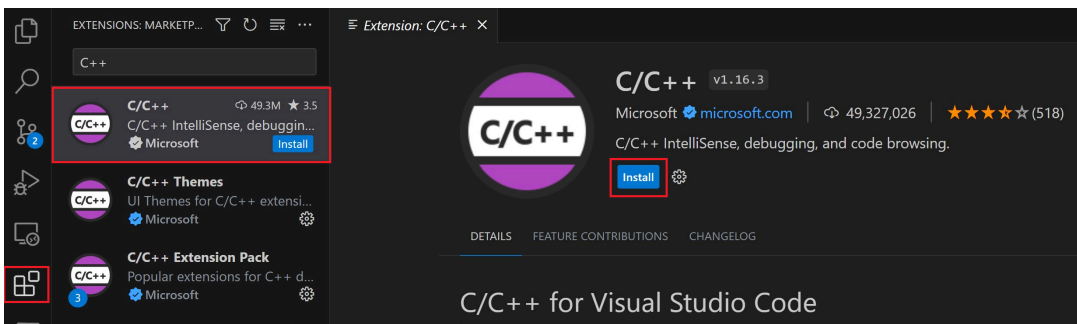 EXTENSIONS: MARKETP...
C++
C/C++
C/C++ 49.3M ★ 3.5
C/C++ IntelliSense, debuggin...
Microsoft Install
C/C++
C/C++ Themes
UI Themes for C/C++ extensi...
Microsoft
C/C++
3
C/C++ Extension Pack
Popular extensions for C++ d...
Microsoft
2
Extension: C/C++
C/C++
C/C++ v1.16.3
Microsoft microsoft.com | 49,327,026 | ★★★★☆(518)
C/C++ IntelliSense, debugging, and code browsing.
Install
DETAILS FEATURE CONTRIBUTIONS CHANGELOG
C/C++ for Visual Studio Code